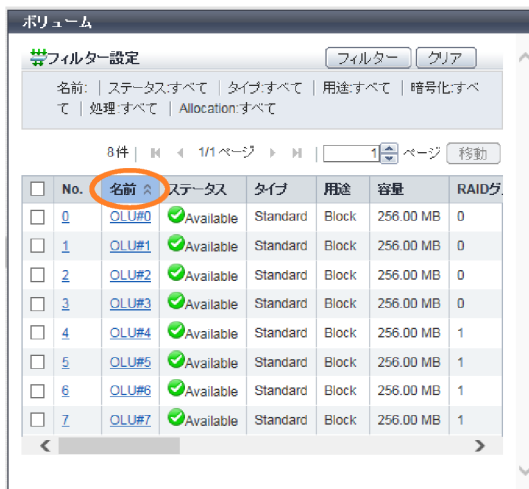 ボリューム
フィルター設定 フィルター クリア
名前: | ステータス:すべて | タイプ:すべて | 用途:すべて | 暗号化:すべ
て | 処理:すべて | Allocation:すべて
8件 | 1/1 ページ | 1 ページ 移動
No. 名前 ステータス タイプ 用途 容量 RAIDグ
0 OLU#0 Available Standard Block 256.00 MB 0
1 OLU#1 Available Standard Block 256.00 MB 0
2 OLU#2 Available Standard Block 256.00 MB 0
3 OLU#3 Available Standard Block 256.00 MB 0
4 OLU#4 Available Standard Block 256.00 MB 1
5 OLU#5 Available Standard Block 256.00 MB 1
6 OLU#6 Available Standard Block 256.00 MB 1
7 OLU#7 Available Standard Block 256.00 MB 1